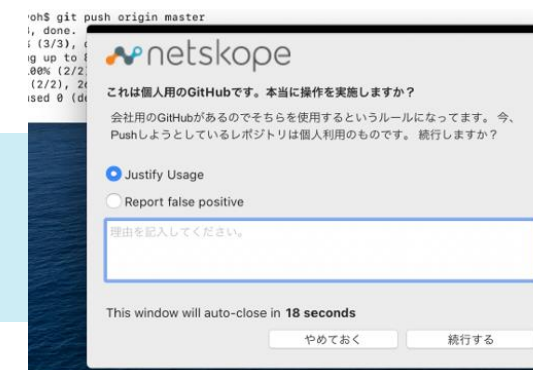 oh$ git push origin master
, done.
(3/3),
g up to
00% (2/2
(2/2), 2
sed 0 (de
netskope
これは個人用のGitHubです。本当に操作を実施しますか？
会社用のGitHubがあるのでそちらを使用するというルールになってます。 今、
Pushしようとしているレポジトリは個人利用のものです。 続行しますか？
Justify Usage
Report false positive
理由を記入してください。
This window will auto-close in 18 seconds
やめておく 続行する